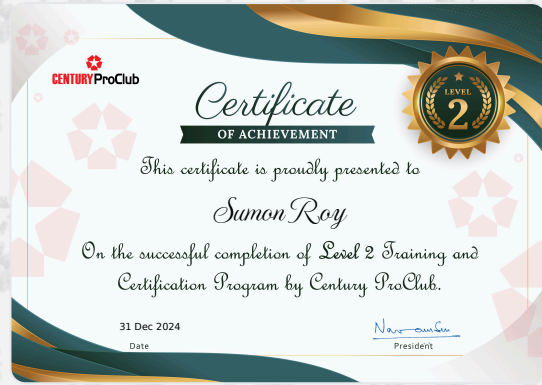 CENTURY ProClub
Certificate
OF ACHIEVEMENT
LEVEL
2
This certificate is proudly presented to
Sumon Roy
On the successful completion of Level 2 Training and
Certification Program by Century ProClub.
31 Dec 2024
Date
President